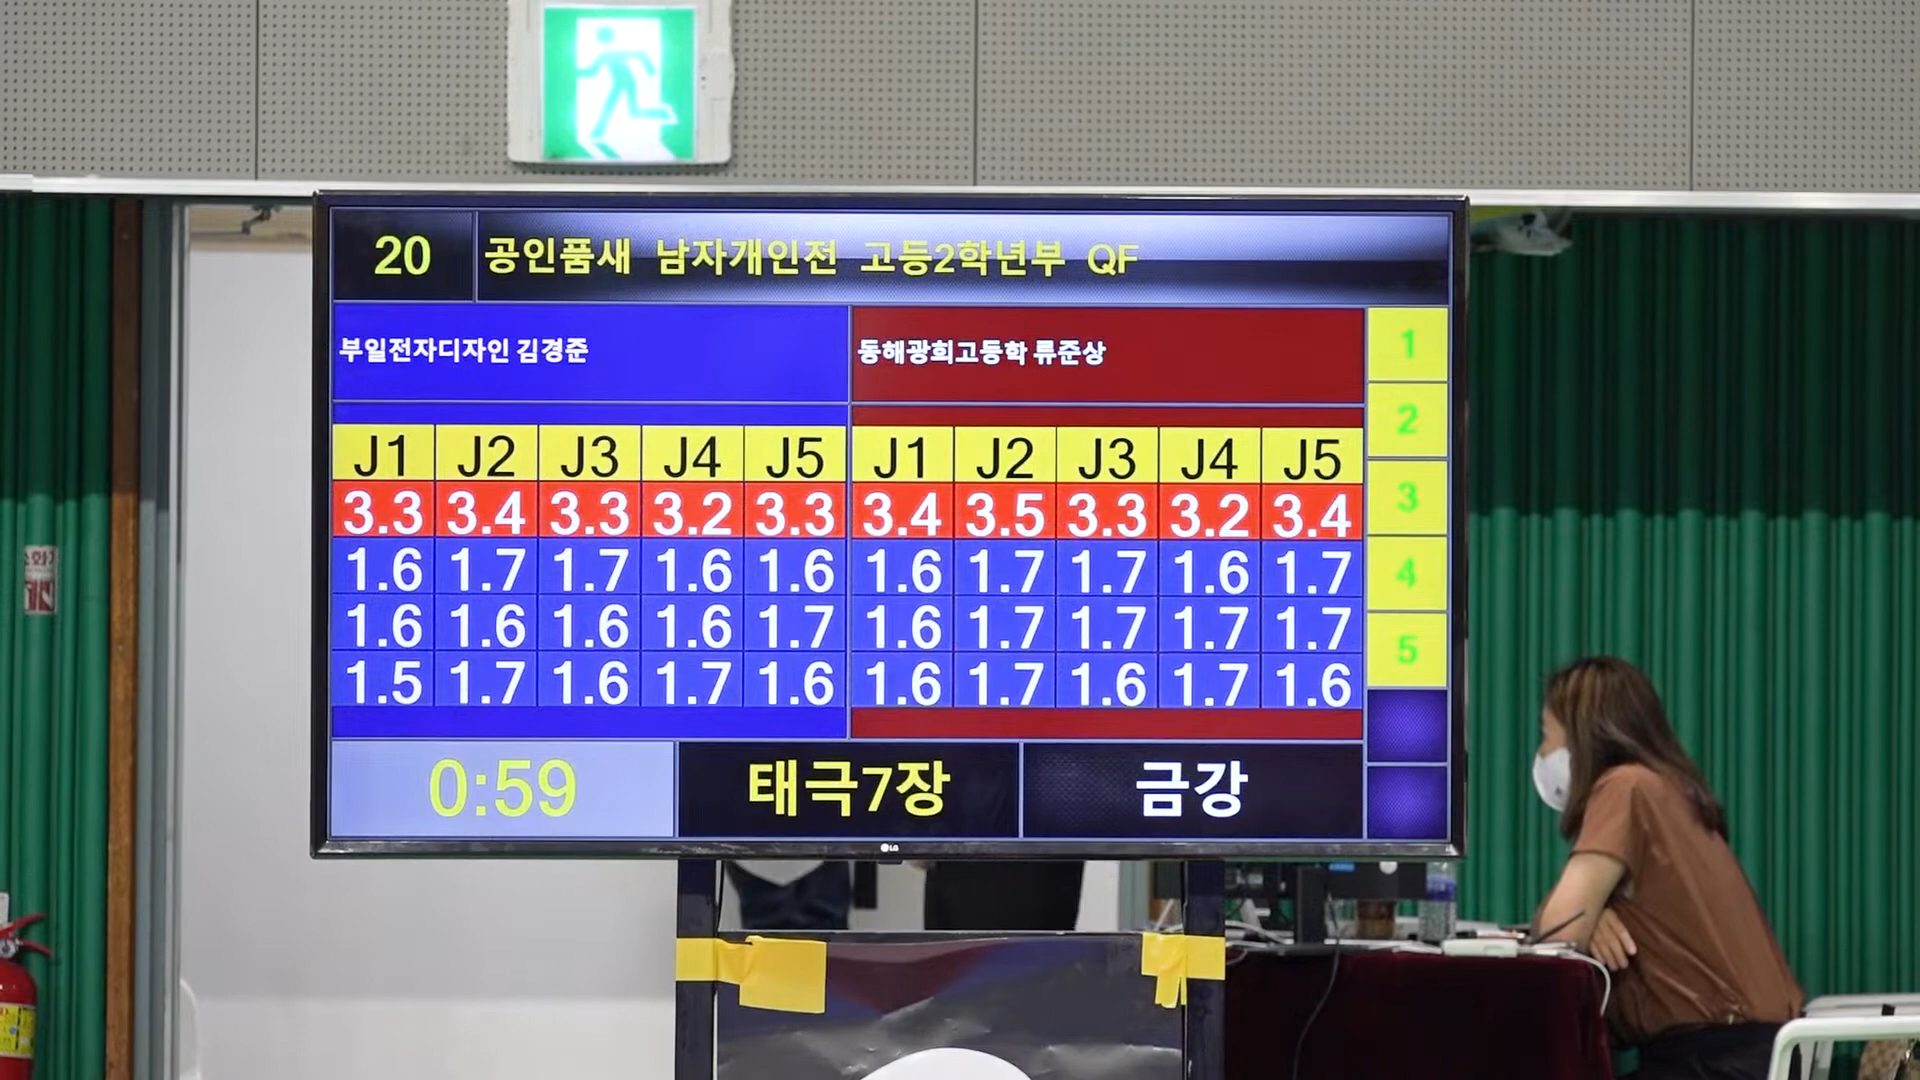 20 공인품새 남자개인전 고등2학년부 QF
부일전자디자인 김경준 동해광희고등학 류준상
J1 J2 J3 J4 J5 J1 J2 J3 J4 J5
3.3 3.4 3.3 3.2 3.3 3.4 3.5 3.3 3.2 3.4
1.6 1.7 1.7 1.6 1.6 1.6 1.7 1.7 1.6 1.7
1.6 1.6 1.6 1.6 1.7 1.6 1.7 1.7 1.7 1.7
1.5 1.7 1.6 1.7 1.6 1.6 1.7 1.6 1.7 1.6
1
2
3
4
5
0:59 태극7장 금강
LG